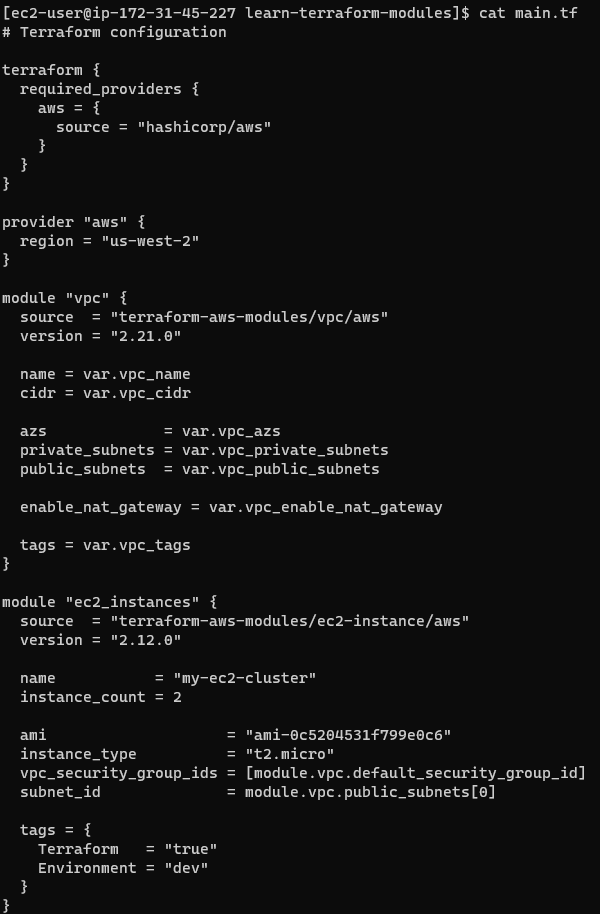 [ec2-user@ip-172-31-45-227 learn-terraform-modules]$ cat main.tf
# Terraform configuration

terraform {
  required_providers {
    aws = {
      source = "hashicorp/aws"
    }
  }
}

provider "aws" {
  region = "us-west-2"
}

module "vpc" {
  source  = "terraform-aws-modules/vpc/aws"
  version = "2.21.0"

  name = var.vpc_name
  cidr = var.vpc_cidr

  azs             = var.vpc_azs
  private_subnets = var.vpc_private_subnets
  public_subnets  = var.vpc_public_subnets

  enable_nat_gateway = var.vpc_enable_nat_gateway

  tags = var.vpc_tags
}

module "ec2_instances" {
  source  = "terraform-aws-modules/ec2-instance/aws"
  version = "2.12.0"

  name           = "my-ec2-cluster"
  instance_count = 2

  ami                    = "ami-0c5204531f799e0c6"
  instance_type          = "t2.micro"
  vpc_security_group_ids = [module.vpc.default_security_group_id]
  subnet_id              = module.vpc.public_subnets[0]

  tags = {
    Terraform   = "true"
    Environment = "dev"
  }
}